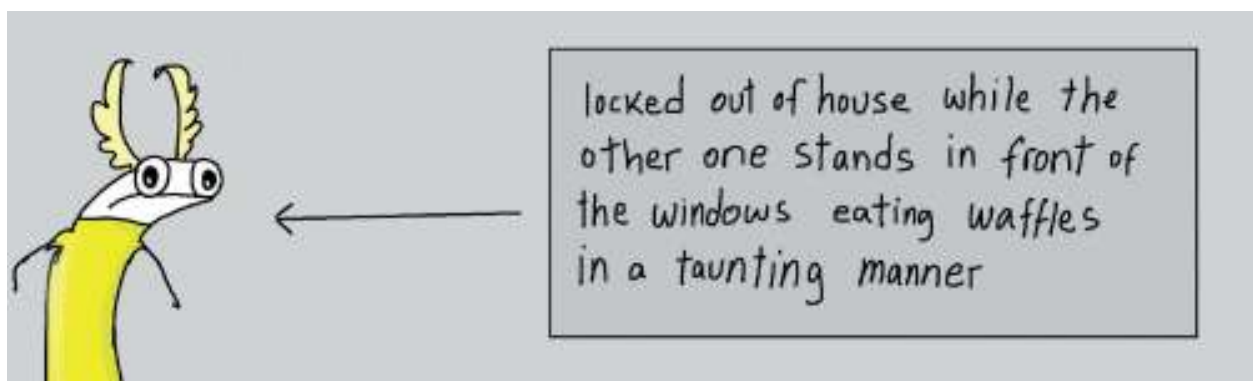 locked out of house while the
other one stands in front of
the windows eating waffles
in a taunting manner